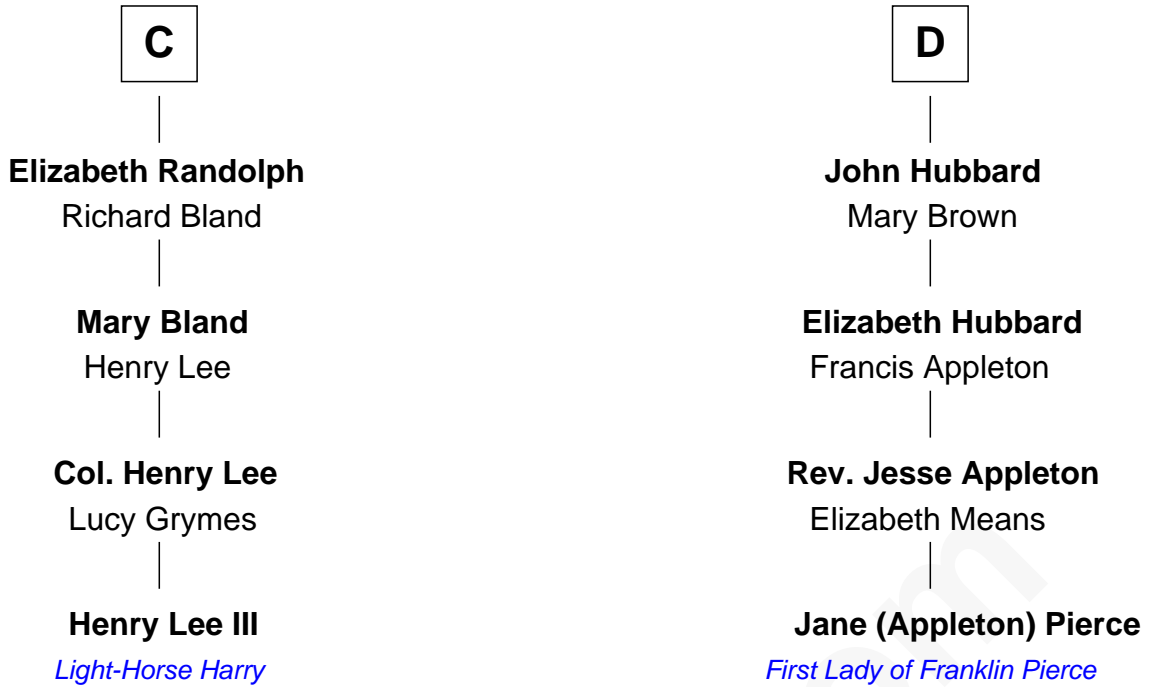 C
Elizabeth Randolph
Richard Bland
Mary Bland
Henry Lee
Col. Henry Lee
Lucy Grymes
Henry Lee III
Light-Horse Harry
D
John Hubbard
Mary Brown
Elizabeth Hubbard
Francis Appleton
Rev. Jesse Appleton
Elizabeth Means
Jane (Appleton) Pierce
First Lady of Franklin Pierce